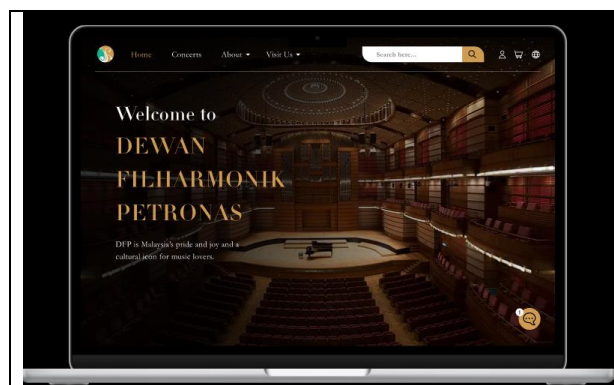 Home Concerts About Visit Us Search here...
Welcome to
DEWAN
FILHARMONIK
PETRONAS
DFP is Malaysia's pride and joy and a
cultural icon for music lovers.
1